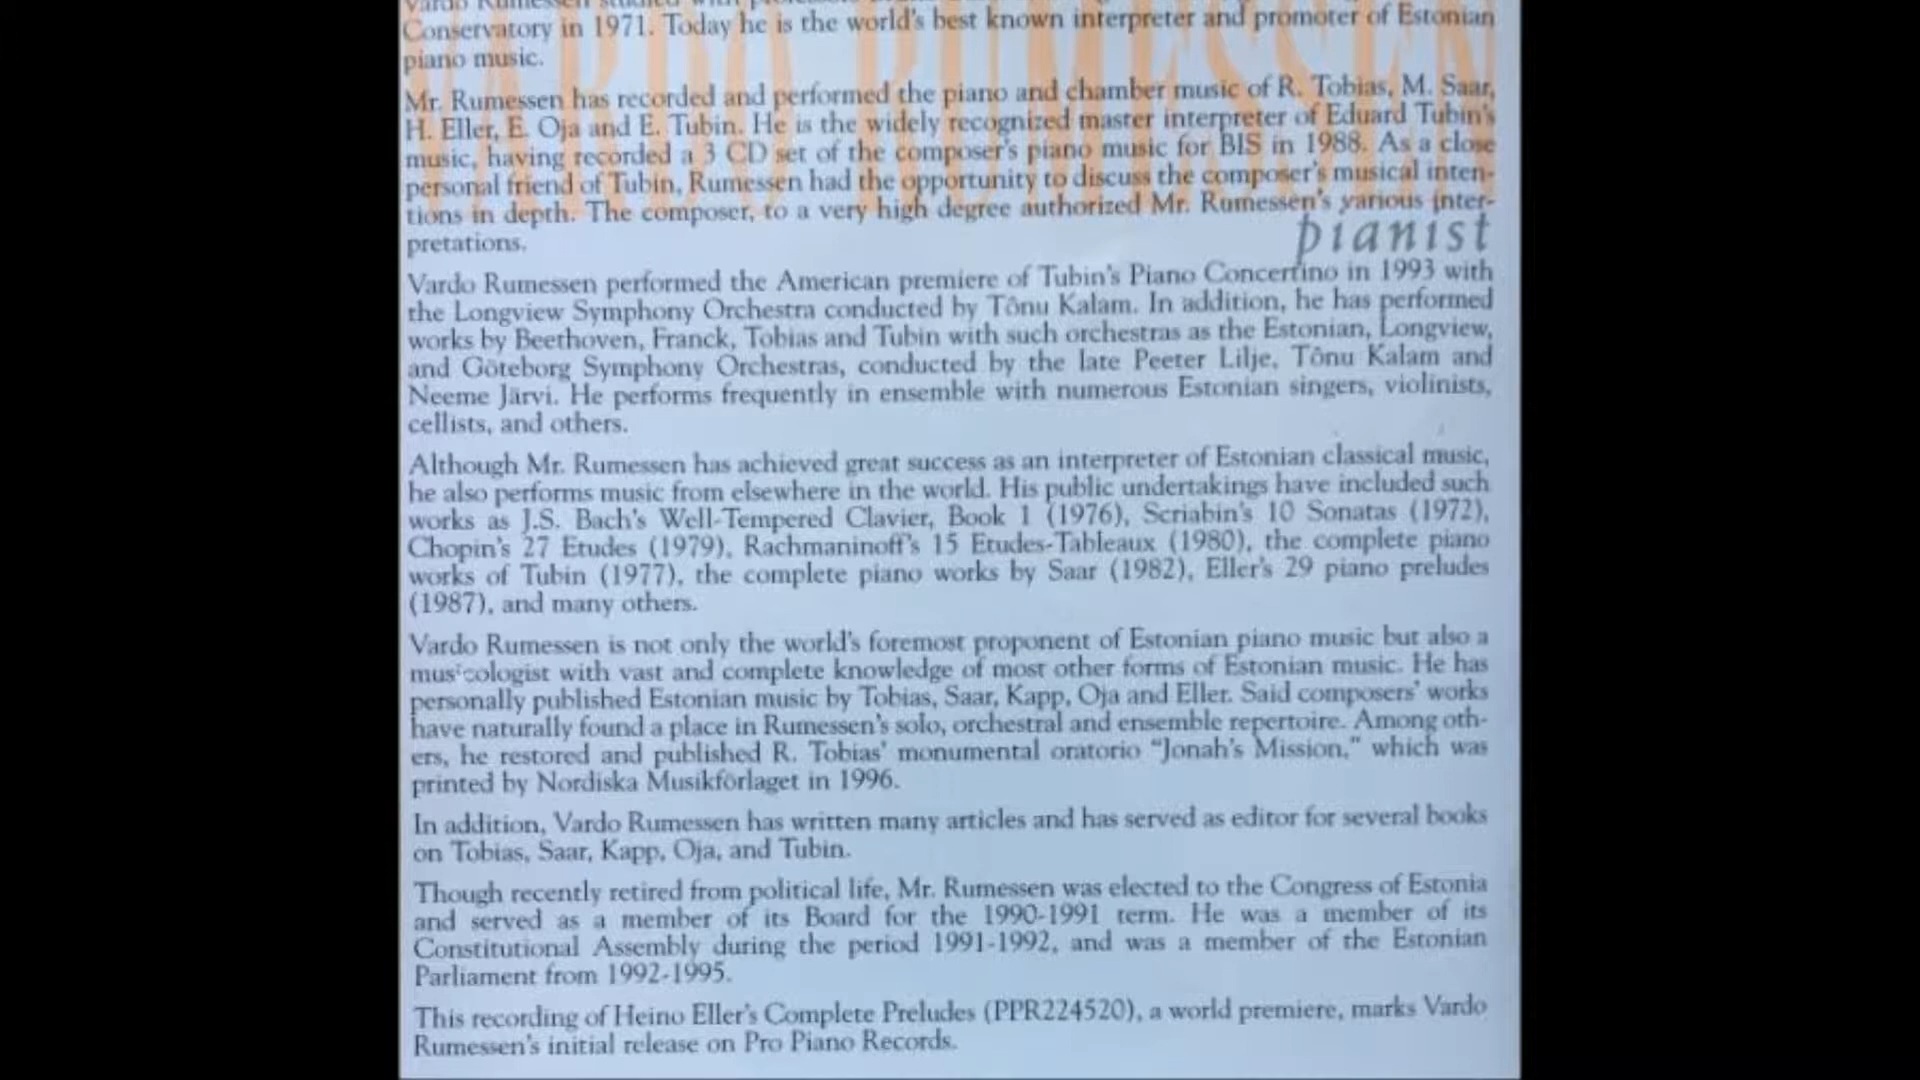 Vardo Rumessen studied with
Conservatory in 1971. Today he is the world's best known interpreter and promoter of Estonian
piano music.
VARDO RUMESSEN
Mr. Rumessen has recorded and performed the piano and chamber music of R. Tobias, M. Saar,
H. Eller, E. Oja and E. Tubin. He is the widely recognized master interpreter of Eduard Tubin's
music, having recorded a 3 CD set of the composer's piano music for BIS in 1988. As a close
personal friend of Tubin, Rumessen had the opportunity to discuss the composer's musical inten-
tions in depth. The composer, to a very high degree authorized Mr. Rumessen's various inter-
pretations.
pianist
Vardo Rumessen performed the American premiere of Tubin's Piano Concertino in 1993 with
the Longview Symphony Orchestra conducted by Tõnu Kalam. In addition, he has performed
works by Beethoven, Franck, Tobias and Tubin with such orchestras as the Estonian, Longview,
and Göteborg Symphony Orchestras, conducted by the late Peeter Lilje, Tõnu Kalam and
Neeme Järvi. He performs frequently in ensemble with numerous Estonian singers, violinists,
cellists, and others.
Although Mr. Rumessen has achieved great success as an interpreter of Estonian classical music,
he also performs music from elsewhere in the world. His public undertakings have included such
works as J.S. Bach's Well-Tempered Clavier, Book 1 (1976), Scriabin's 10 Sonatas (1972),
Chopin's 27 Etudes (1979), Rachmaninoff's 15 Etudes-Tableaux (1980), the complete piano
works of Tubin (1977), the complete piano works by Saar (1982), Eller's 29 piano preludes
(1987), and many others.
Vardo Rumessen is not only the world's foremost proponent of Estonian piano music but also a
musicologist with vast and complete knowledge of most other forms of Estonian music. He has
personally published Estonian music by Tobias, Saar, Kapp, Oja and Eller. Said composers' works
have naturally found a place in Rumessen's solo, orchestral and ensemble repertoire. Among oth-
ers, he restored and published R. Tobias' monumental oratorio "Jonah's Mission," which was
printed by Nordiska Musikförlaget in 1996.
In addition, Vardo Rumessen has written many articles and has served as editor for several books
on Tobias, Saar, Kapp, Oja, and Tubin.
Though recently retired from political life, Mr. Rumessen was elected to the Congress of Estonia
and served as a member of its Board for the 1990-1991 term. He was a member of its
Constitutional Assembly during the period 1991-1992, and was a member of the Estonian
Parliament from 1992-1995.
This recording of Heino Eller's Complete Preludes (PPR224520), a world premiere, marks Vardo
Rumessen's initial release on Pro Piano Records.